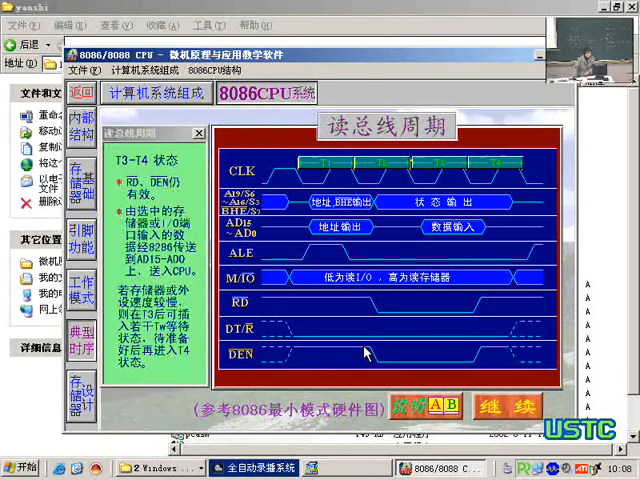 yanxhi
文件(F) 编辑(E) 查看(V) 收藏(A) 工具(T) 帮助(H)
后退
地址(D)
8086/8088 CPU - 微机原理与应用教学软件
文件(F) 计算机系统组成 8086CPU结构
返回
计算机系统组成
8086CPU系统
文件和文
重命名
移动这
复制这
将这个
以电子
文件
删除这
其它位置
微机原
我的文
我的电
网上邻
详细信息
内部结构
存储器基础
引脚功能
工作模式
典型时序
存储器设计
读总线周期
T3-T4 状态
* RD、DEN仍有效。
* 由选中的存储器或I/O端口输入的数据经8286传送到AD15-AD0上，送入CPU。
若存储器或外设速度较慢，则在T3后可插入若干Tw等待状态，待准备好后再进入T4状态。
读总线周期
CLK
T1 T2 T3 T4
A19/S6
~A16/S3
BHE/S7
地址,BHE输出
状 态 输 出
AD15
~AD0
地址输出
数据输入
ALE
M/IO
低为读I/O , 高为读存储器
RD
DT/R
DEN
(参考8086最小模式硬件图)
说明 A B
继 续
A
A
A
A
A
A
A
A
A
A
A
A
USTC
开始
2 Windows ...
全自动录播系统
8086/8088 C...
10:08